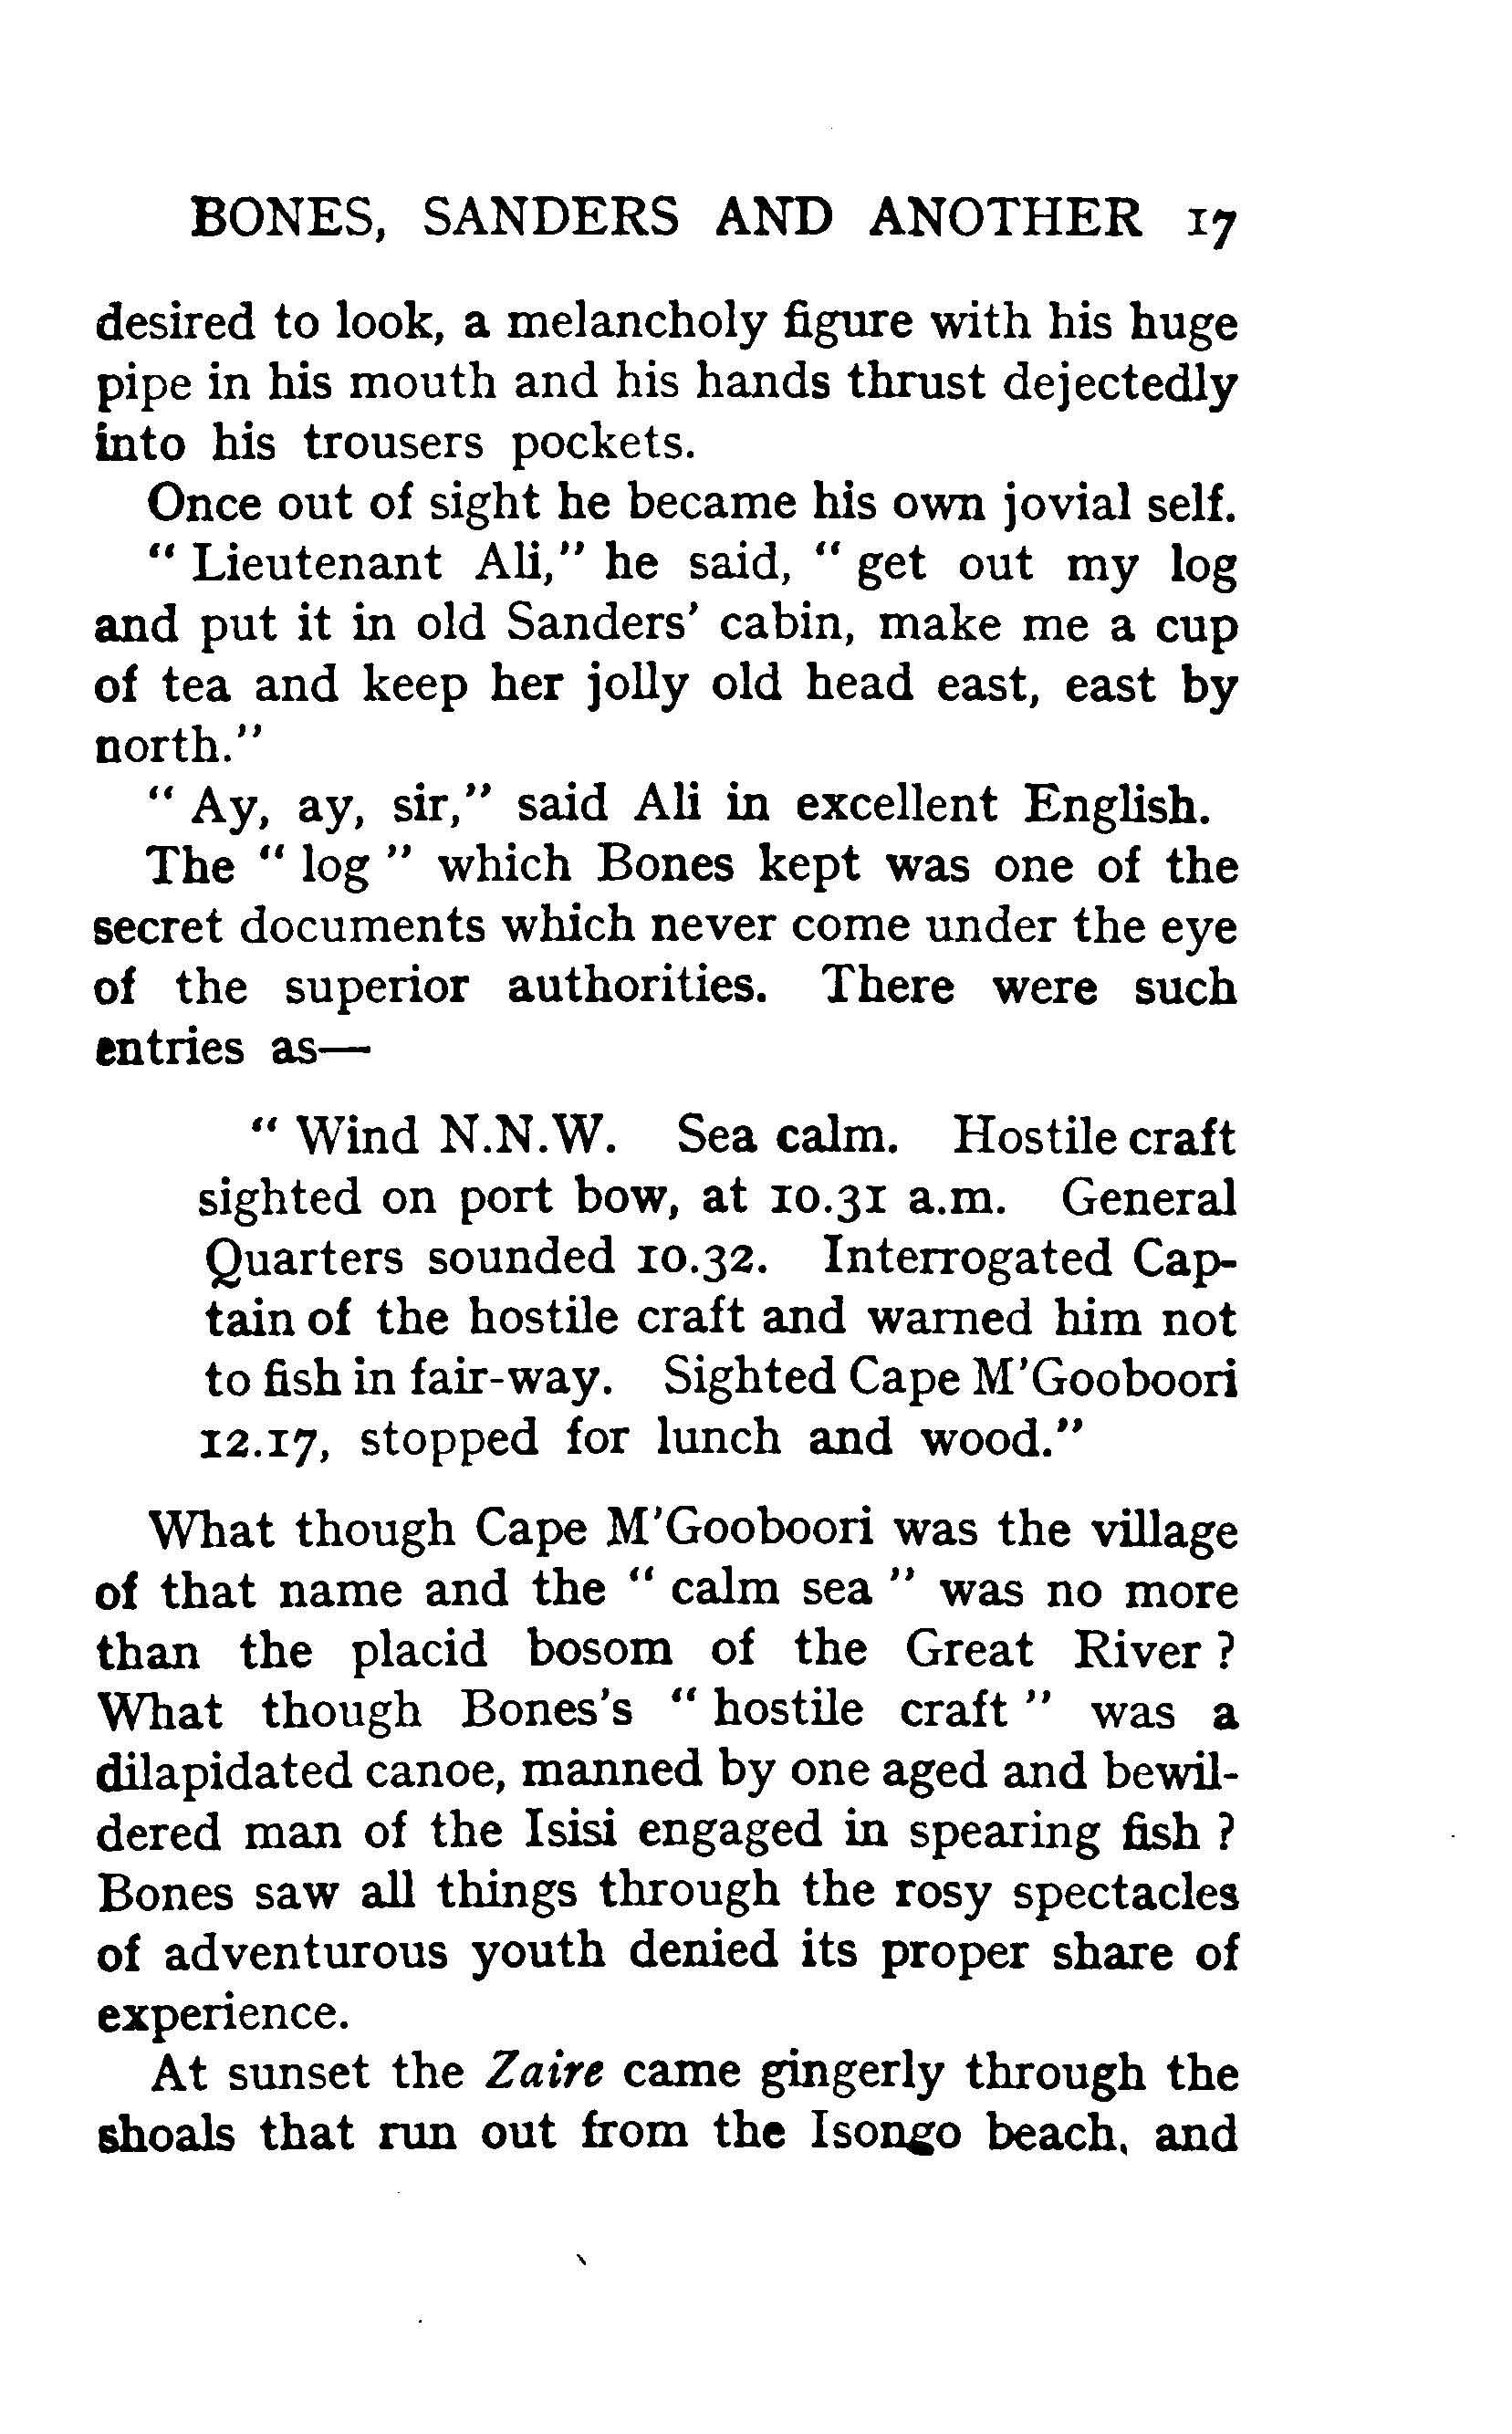 BONES, SANDERS AND ANOTHER 17
desired to look, a melancholy figure with his huge
pipe in his mouth and his hands thrust dejectedly
into his trousers pockets.
Once out of sight he became his own jovial self.
" Lieutenant Ali," he said, " get out my log
and put it in old Sanders' cabin, make me a cup
of tea and keep her jolly old head east, east by
north."
" Ay, ay, sir," said Ali in excellent English.
The " log " which Bones kept was one of the
secret documents which never come under the eye
of the superior authorities. There were such
entries as—
" Wind N.N.W. Sea calm. Hostile craft
sighted on port bow, at 10.31 a.m. General
Quarters sounded 10.32. Interrogated Cap-
tain of the hostile craft and warned him not
to fish in fair-way. Sighted Cape M'Gooboori
12.17, stopped for lunch and wood."
What though Cape M'Gooboori was the village
of that name and the " calm sea " was no more
than the placid bosom of the Great River ?
What though Bones's " hostile craft " was a
dilapidated canoe, manned by one aged and bewil-
dered man of the Isisi engaged in spearing fish ?
Bones saw all things through the rosy spectacles
of adventurous youth denied its proper share of
experience.
At sunset the Zaire came gingerly through the
shoals that run out from the Isongo beach, and